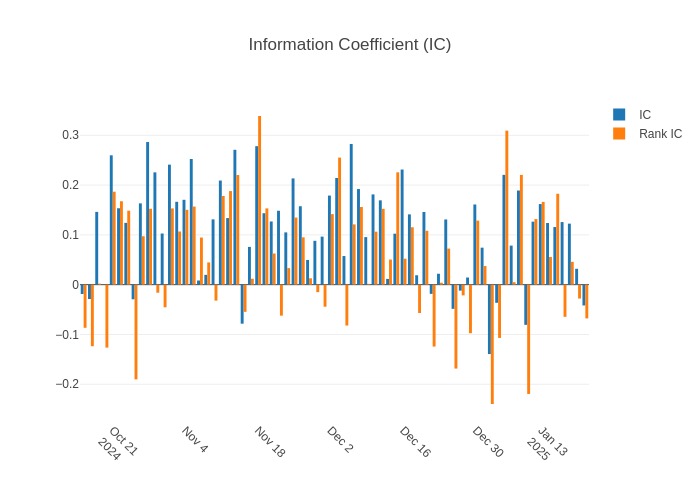 Information Coefficient (IC)
IC
Rank IC
0.3
0.2
0.1
0
−0.1
−0.2
Oct 21
2024
Nov 4
Nov 18
Dec 2
Dec 16
Dec 30
Jan 13
2025